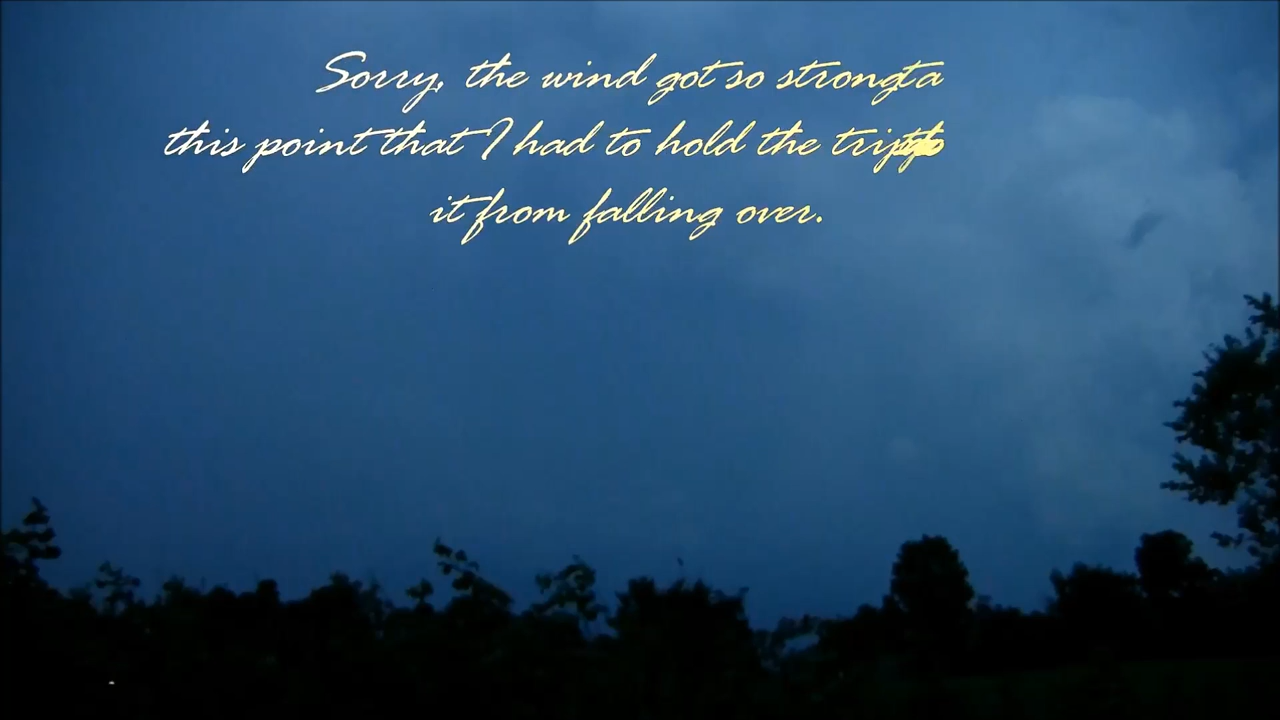 Sorry, the wind got so strong a
this point that I had to hold the
it from falling over.